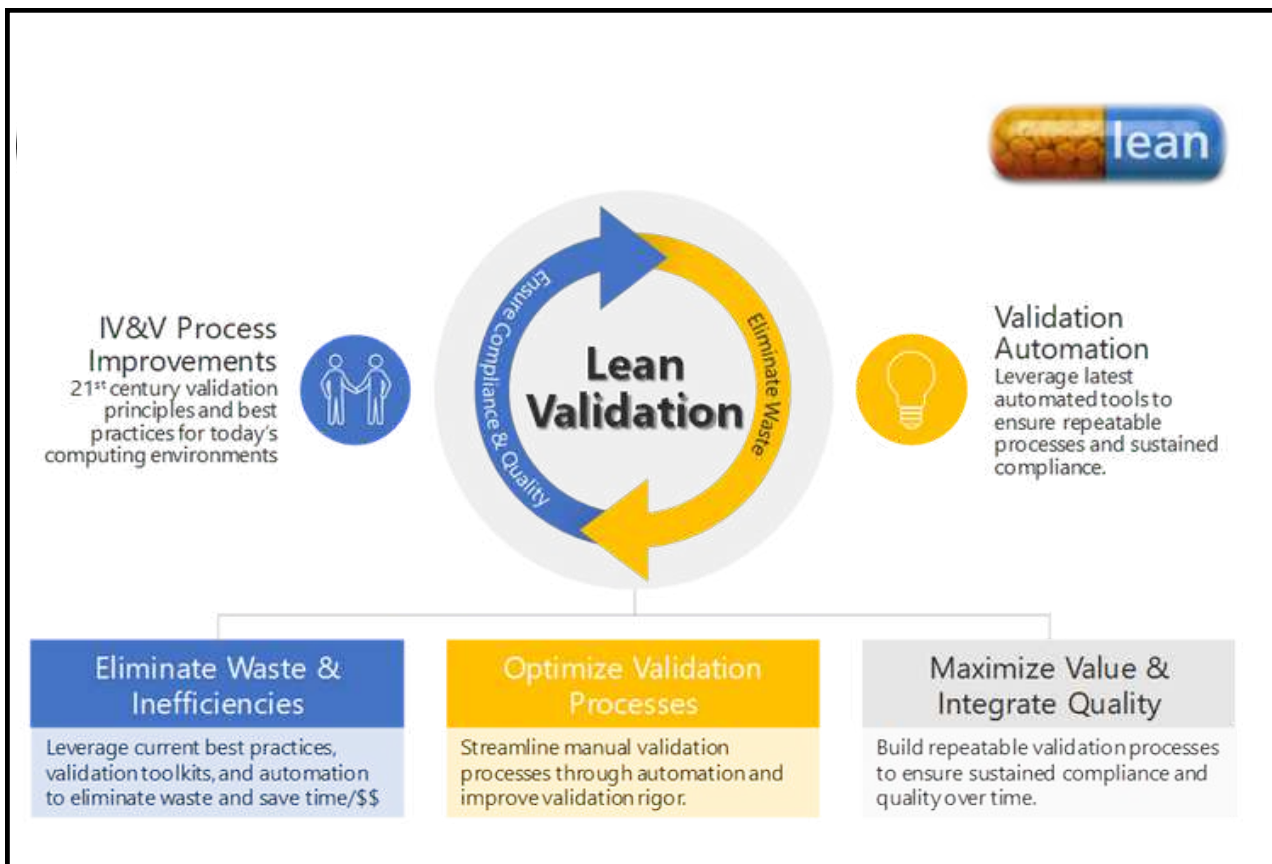 lean
IV&V Process
Improvements
21st century validation
principles and best
practices for today's
computing environments
Ensure Compliance & Quality
Lean
Validation
Eliminate Waste
Validation
Automation
Leverage latest
automated tools to
ensure repeatable
processes and sustained
compliance.
Eliminate Waste &
Inefficiencies
Leverage current best practices,
validation toolkits, and automation
to eliminate waste and save time/$$
Optimize Validation
Processes
Streamline manual validation
processes through automation and
improve validation rigor.
Maximize Value &
Integrate Quality
Build repeatable validation processes
to ensure sustained compliance and
quality over time.